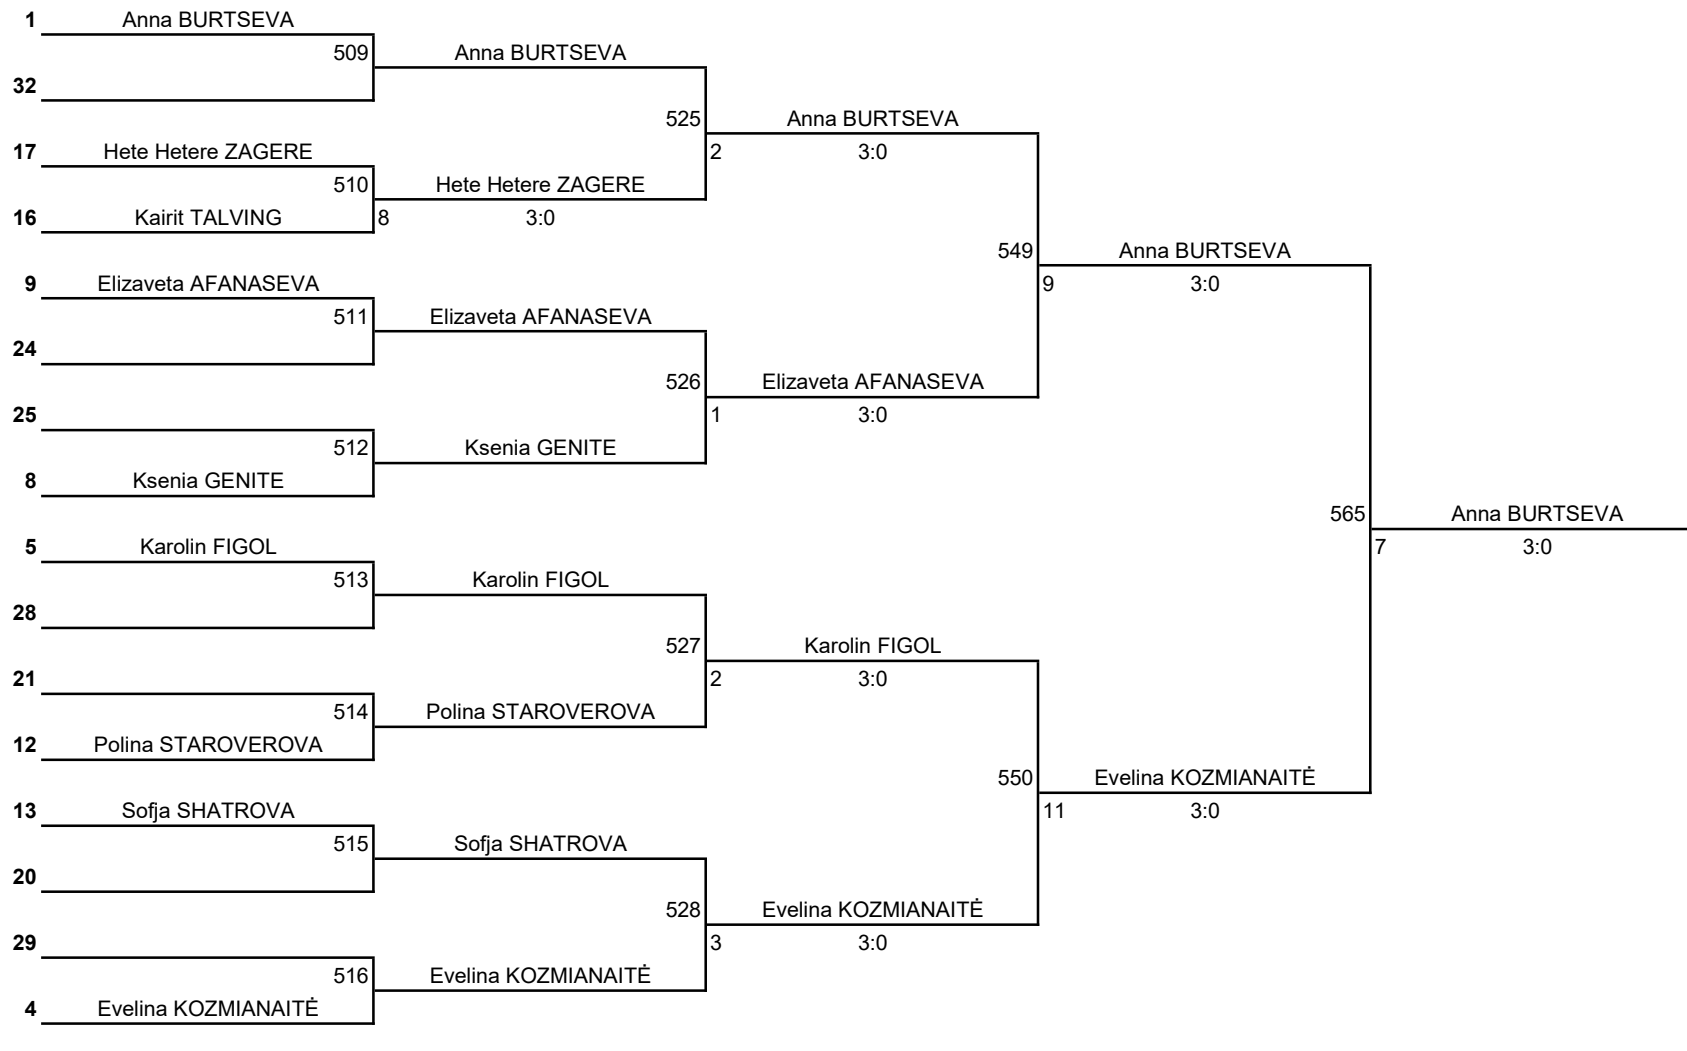 1 Anna BURTSEVA
509 Anna BURTSEVA
32
525 Anna BURTSEVA
17 Hete Hetere ZAGERE 2 3:0
510 Hete Hetere ZAGERE
16 Kairit TALVING 8 3:0
549 Anna BURTSEVA
9 Elizaveta AFANASEVA 9 3:0
511 Elizaveta AFANASEVA
24
526 Elizaveta AFANASEVA
25 1 3:0
512 Ksenia GENITE
8 Ksenia GENITE
565 Anna BURTSEVA
5 Karolin FIGOL 7 3:0
513 Karolin FIGOL
28
527 Karolin FIGOL
21 2 3:0
514 Polina STAROVEROVA
12 Polina STAROVEROVA
550 Evelina KOZMIANAITĖ
13 Sofja SHATROVA 11 3:0
515 Sofja SHATROVA
20
528 Evelina KOZMIANAITĖ
29 3 3:0
516 Evelina KOZMIANAITĖ
4 Evelina KOZMIANAITĖ